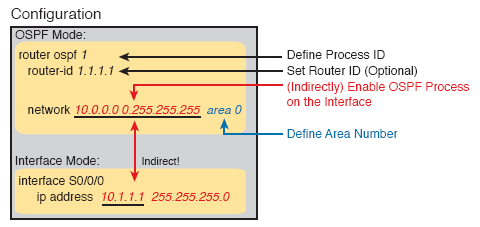 Configuration
OSPF Mode:
router ospf 1
Define Process ID
router-id 1.1.1.1
Set Router ID (Optional)
(Indirectly) Enable OSPF Process
on the Interface
network 10.0.0.0 0.255.255.255 area 0
Define Area Number
Interface Mode:
Indirect!
interface S0/0/0
ip address 10.1.1.1 255.255.255.0